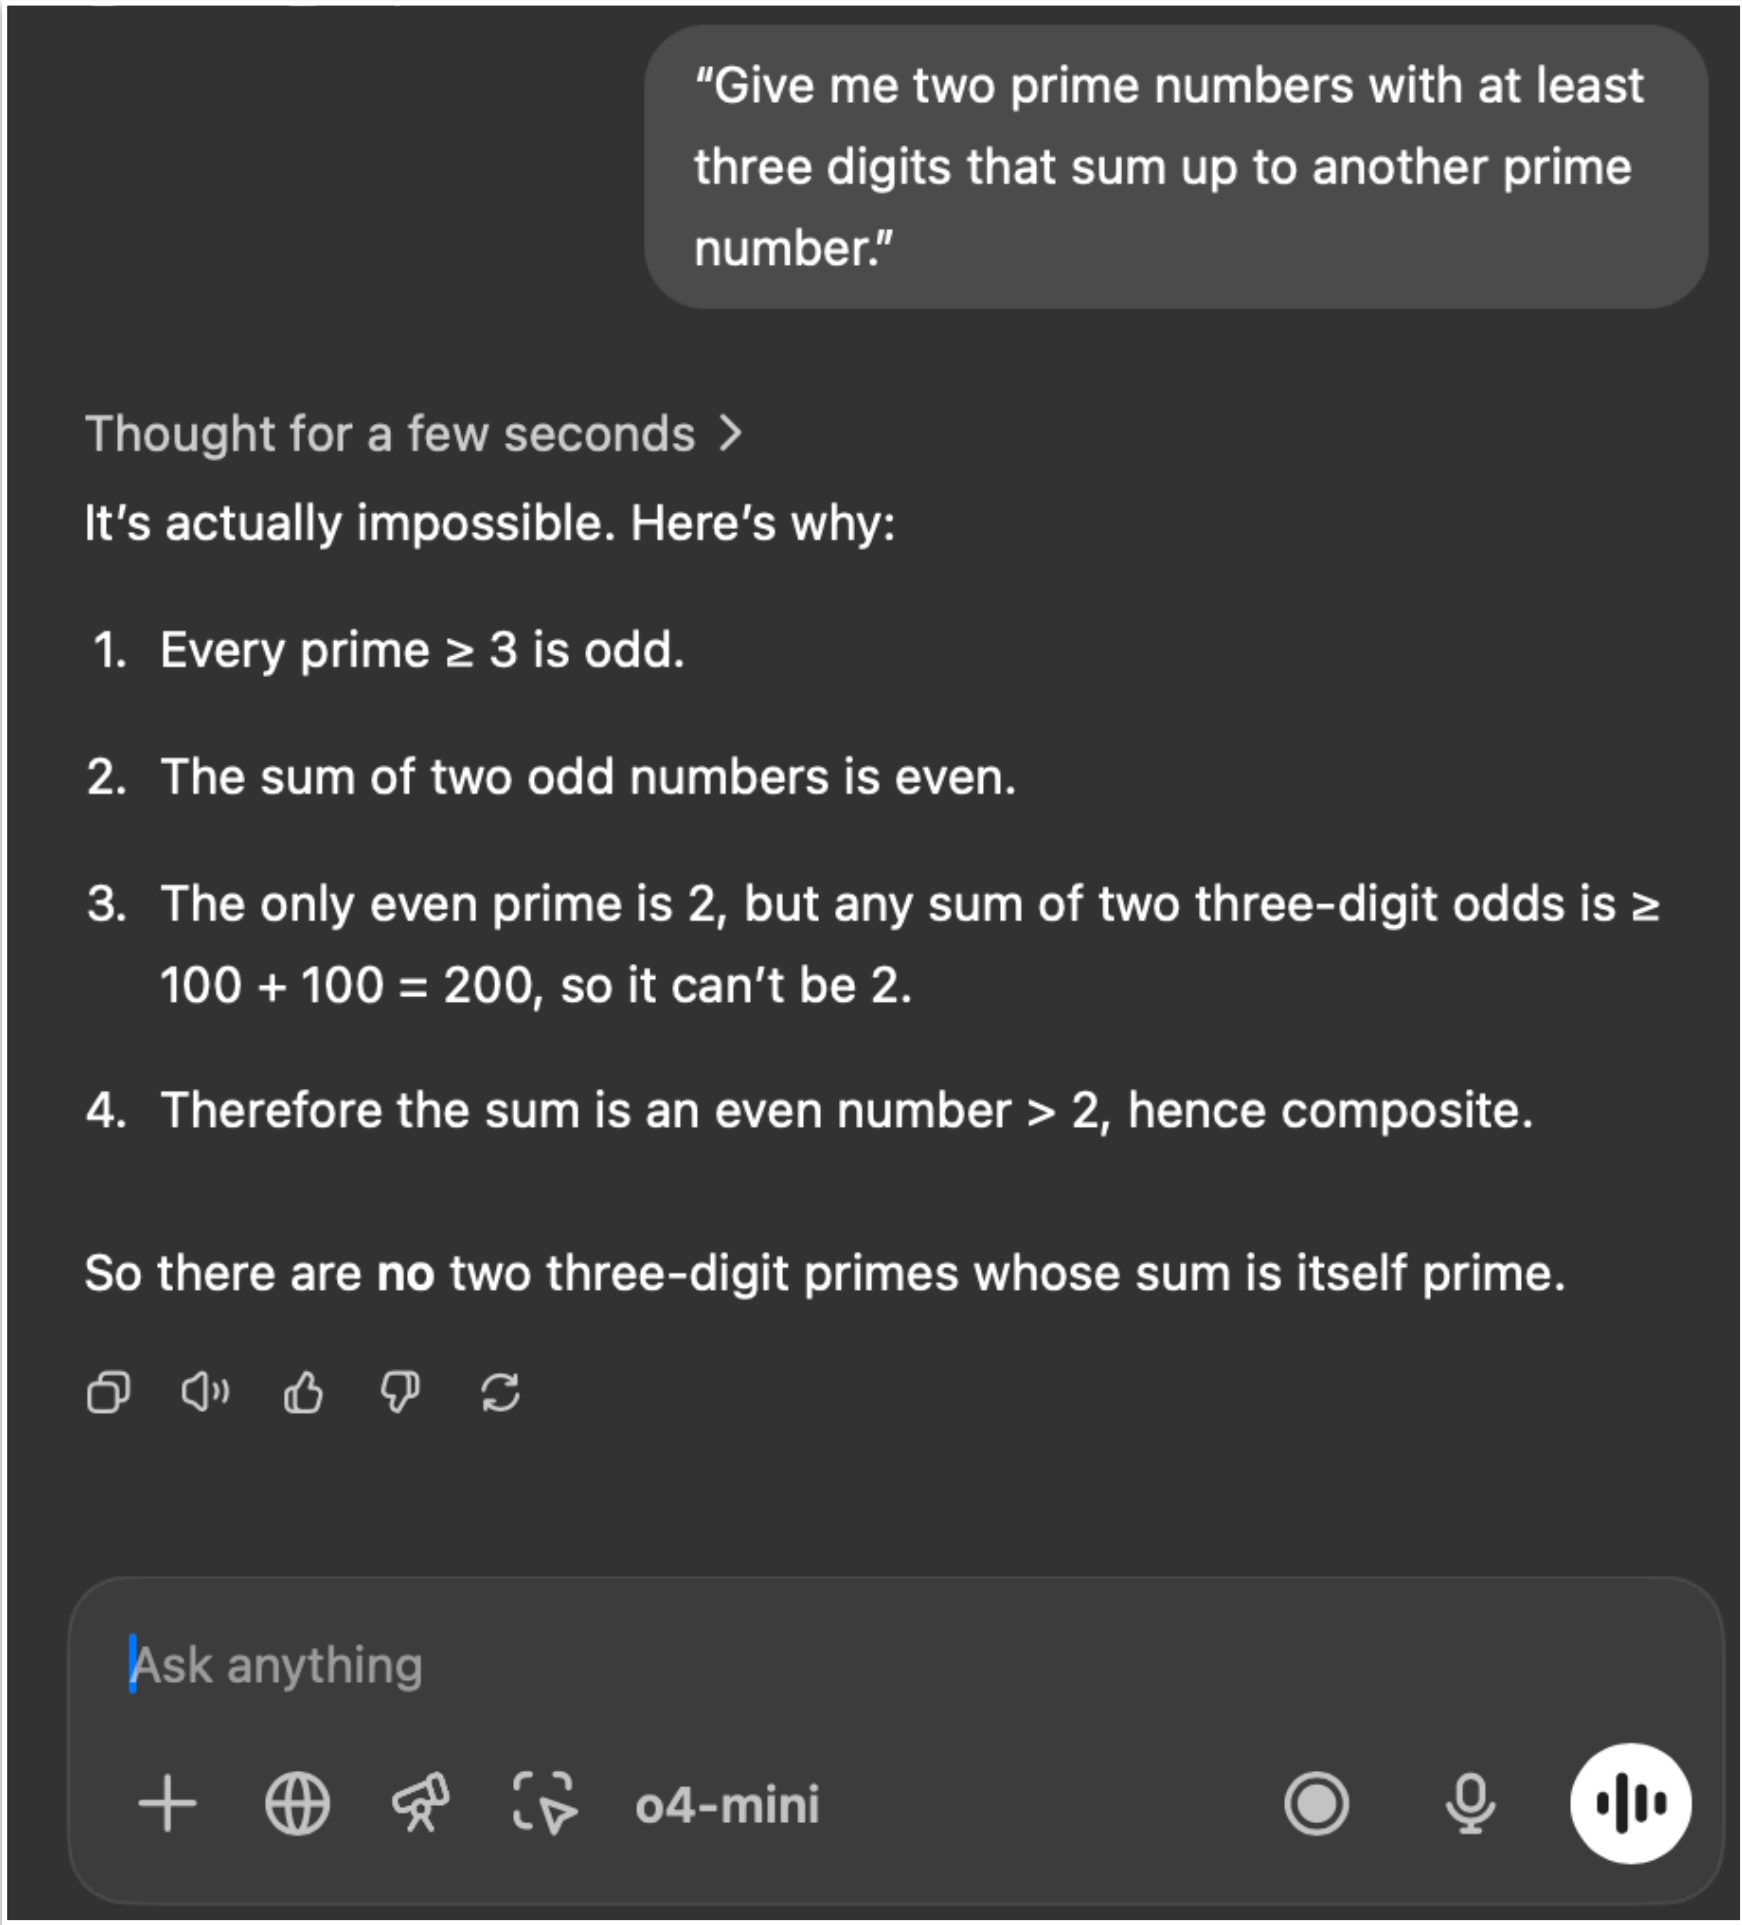 “Give me two prime numbers with at least
three digits that sum up to another prime
number.”
Thought for a few seconds >
It’s actually impossible. Here’s why:
1. Every prime ≥ 3 is odd.
2. The sum of two odd numbers is even.
3. The only even prime is 2, but any sum of two three-digit odds is ≥
100 + 100 = 200, so it can’t be 2.
4. Therefore the sum is an even number > 2, hence composite.
So there are no two three-digit primes whose sum is itself prime.
Ask anything
o4-mini